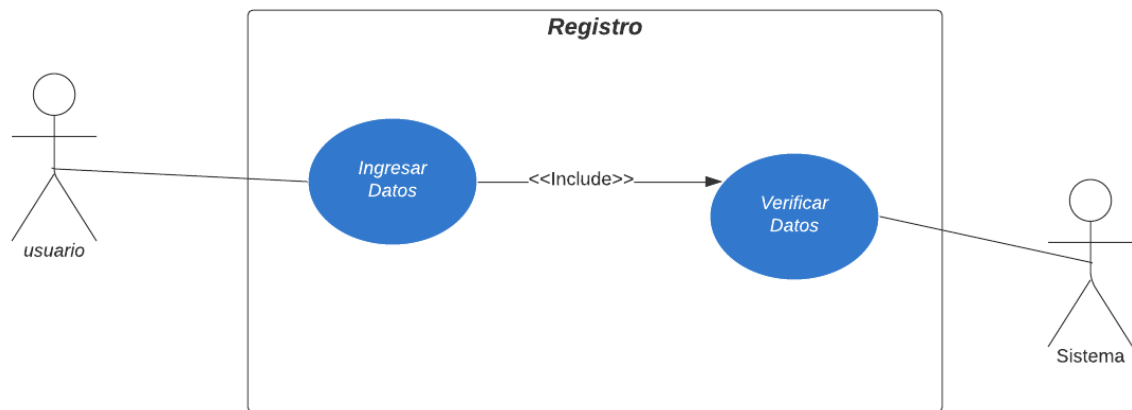 Registro
Ingresar
Datos
<<Include>>
Verificar
Datos
usuario
Sistema